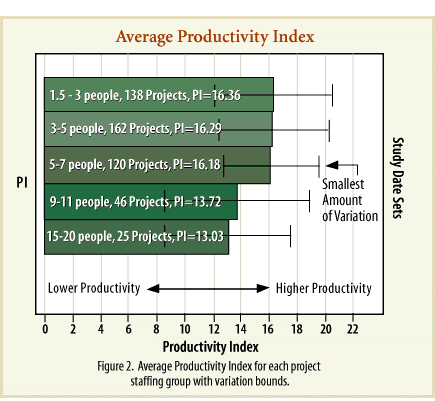 Average Productivity Index
1.5 - 3 people, 138 Projects, PI=16.36
3-5 people, 162 Projects, PI=16.29
5-7 people, 120 Projects, PI=16.18
9-11 people, 46 Projects, PI=13.72
15-20 people, 25 Projects, PI=13.03
PI
Smallest
Amount
of Variation
Study Date Sets
Lower Productivity
Higher Productivity
0 2 4 6 8 10 12 14 16 18 20 22
Productivity Index
Figure 2. Average Productivity Index for each project
staffing group with variation bounds.